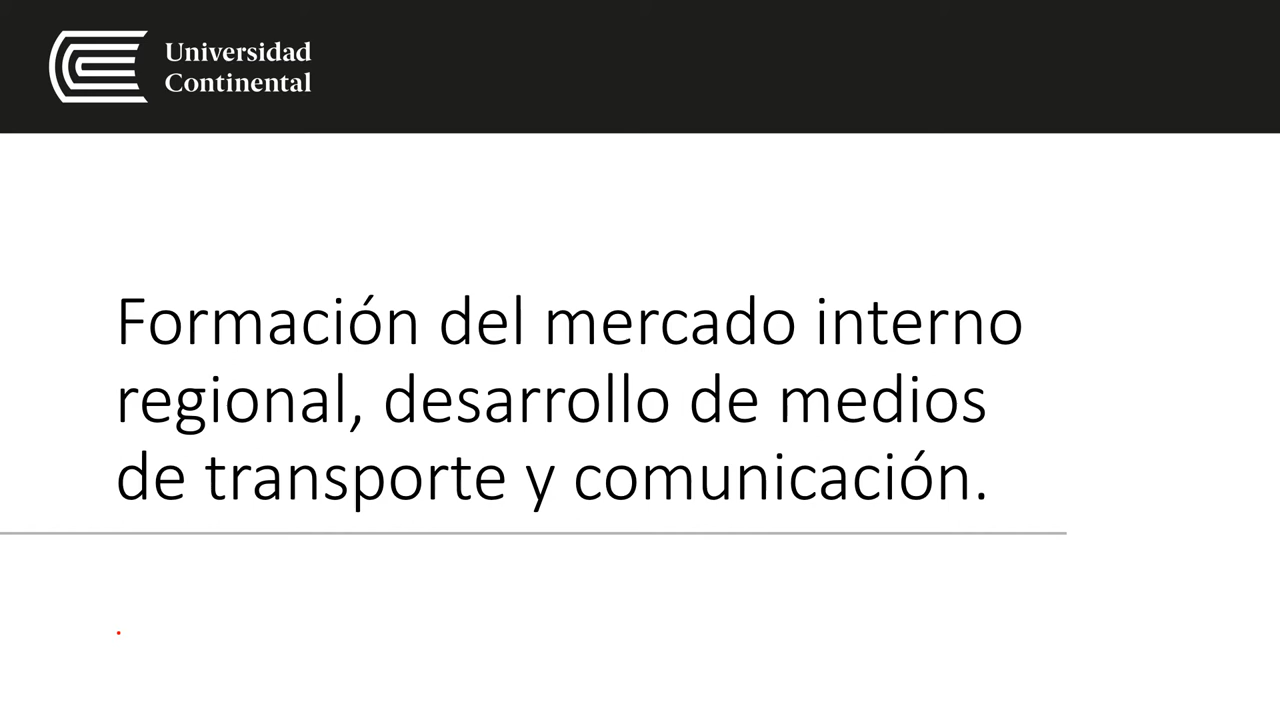 Universidad
Continental
Formación del mercado interno
regional, desarrollo de medios
de transporte y comunicación.
.